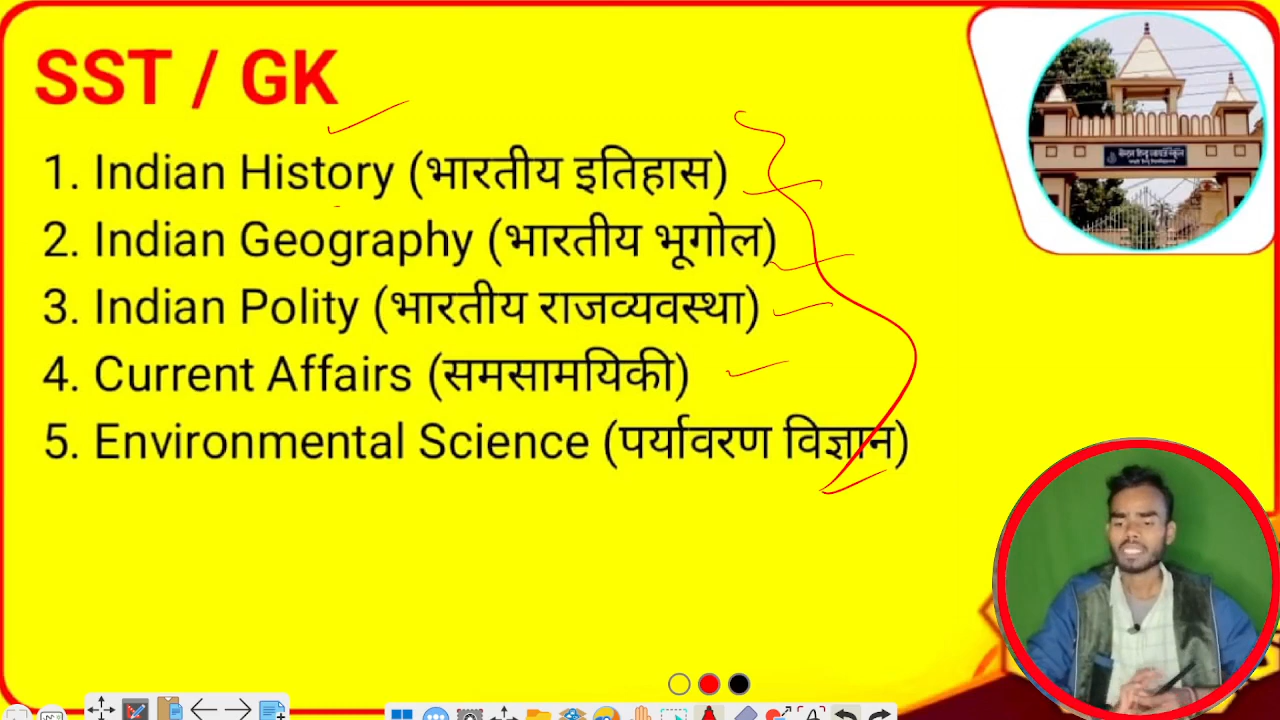 SST / GK
1. Indian History (भारतीय इतिहास)
2. Indian Geography (भारतीय भूगोल)
3. Indian Polity (भारतीय राजव्यवस्था)
4. Current Affairs (समसामयिकी)
5. Environmental Science (पर्यावरण विज्ञान)